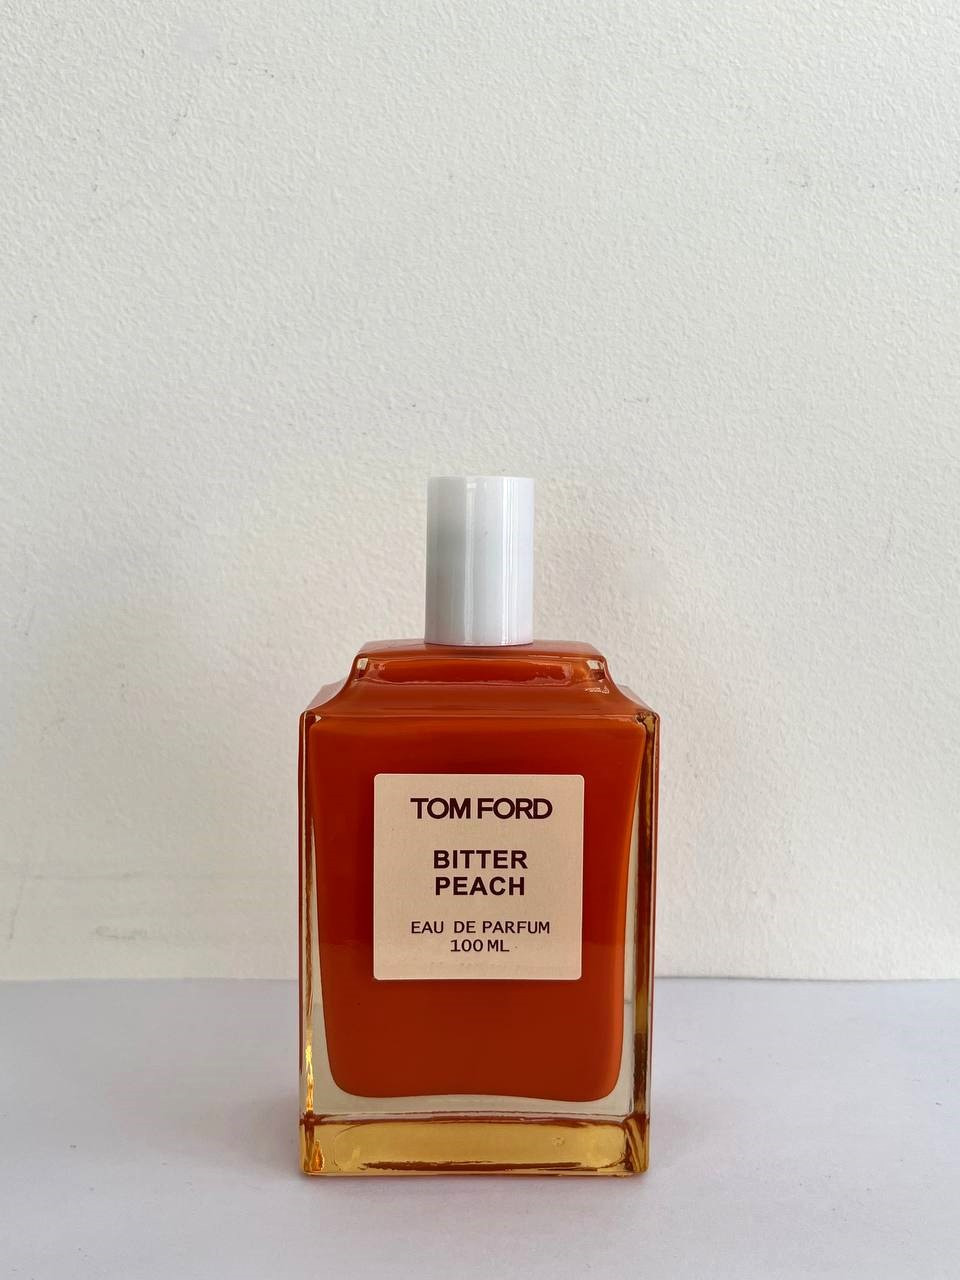 TOM FORD
BITTER
PEACH
EAU DE PARFUM
100 ML